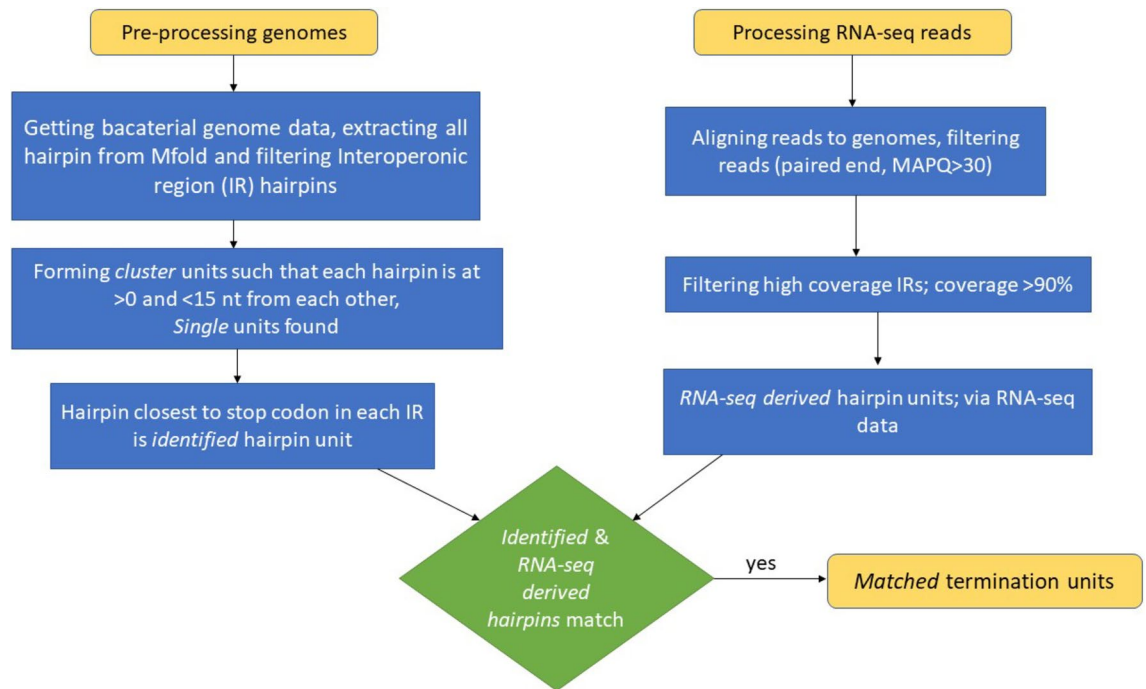 Pre-processing genomes
Getting bacaterial genome data, extracting all
hairpin from Mfold and filtering Interoperonic
region (IR) hairpins
Forming cluster units such that each hairpin is at
>0 and <15 nt from each other,
Single units found
Hairpin closest to stop codon in each IR
is identified hairpin unit
Processing RNA-seq reads
Aligning reads to genomes, filtering
reads (paired end, MAPQ>30)
Filtering high coverage IRs; coverage >90%
RNA-seq derived hairpin units; via RNA-seq
data
Identified &
RNA-seq
derived
hairpins match
yes
Matched termination units